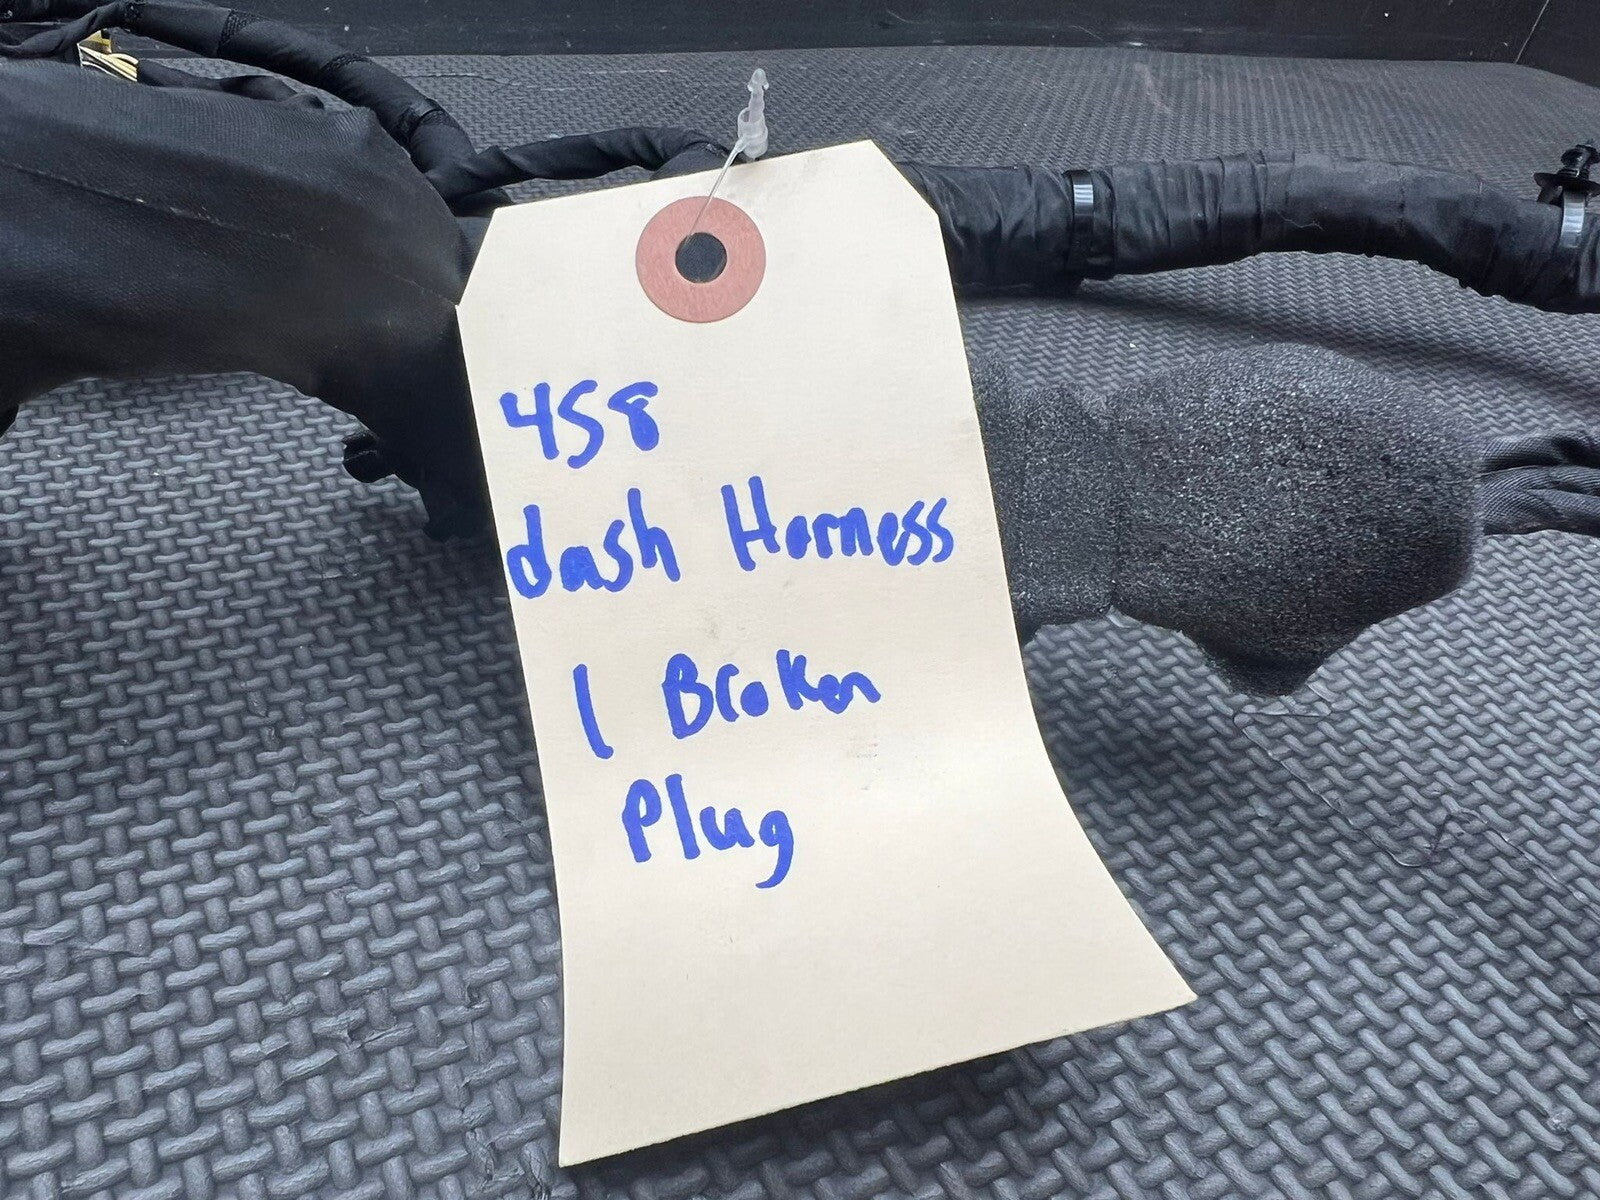 458
dash Harness
1 Broken
Plug